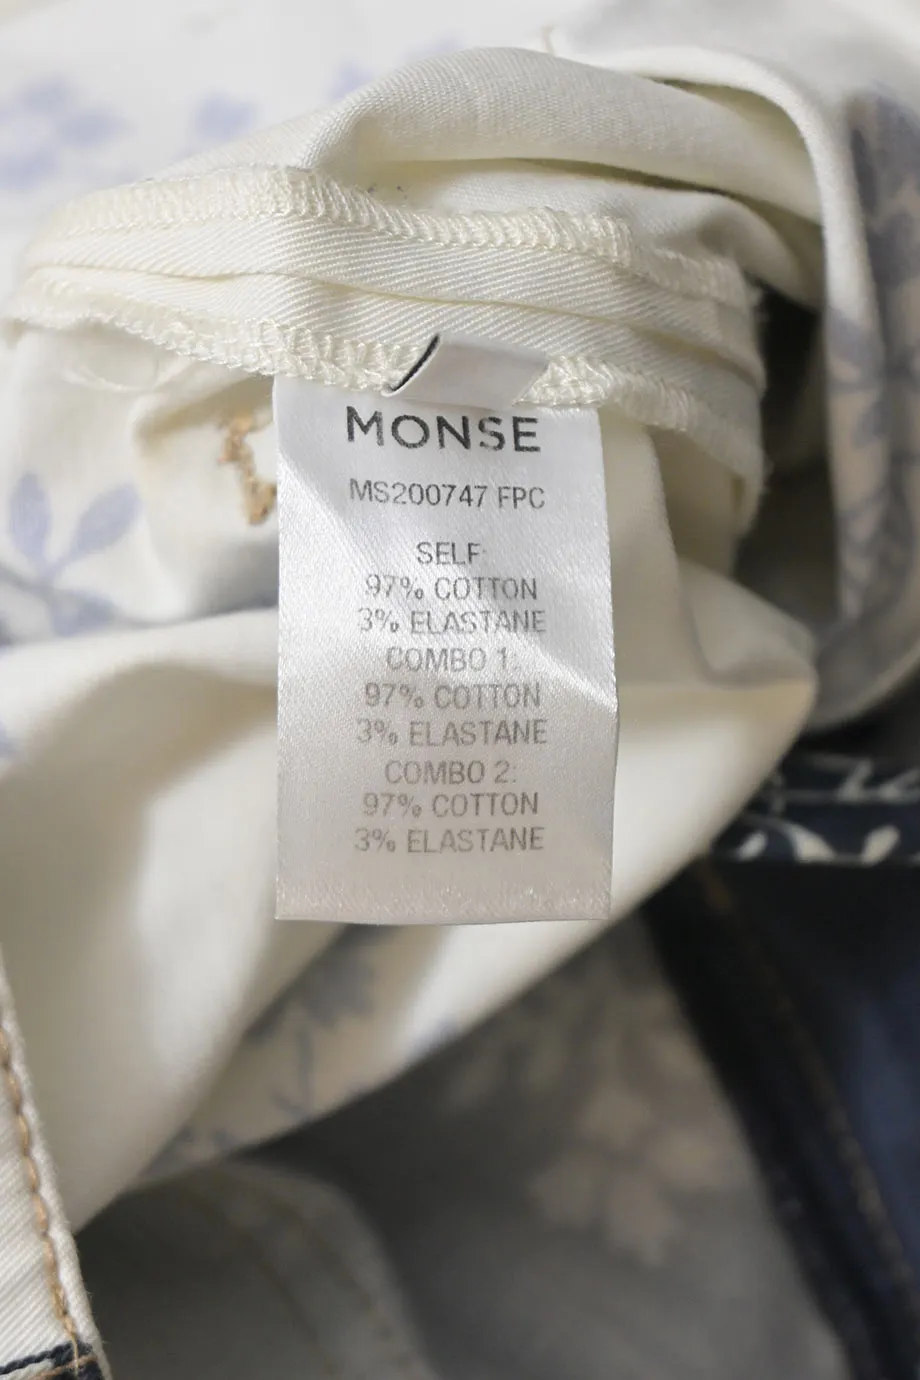 MONSE
MS200747 FPC
SELF:
97% COTTON
3% ELASTANE
COMBO 1:
97% COTTON
3% ELASTANE
COMBO 2:
97% COTTON
3% ELASTANE